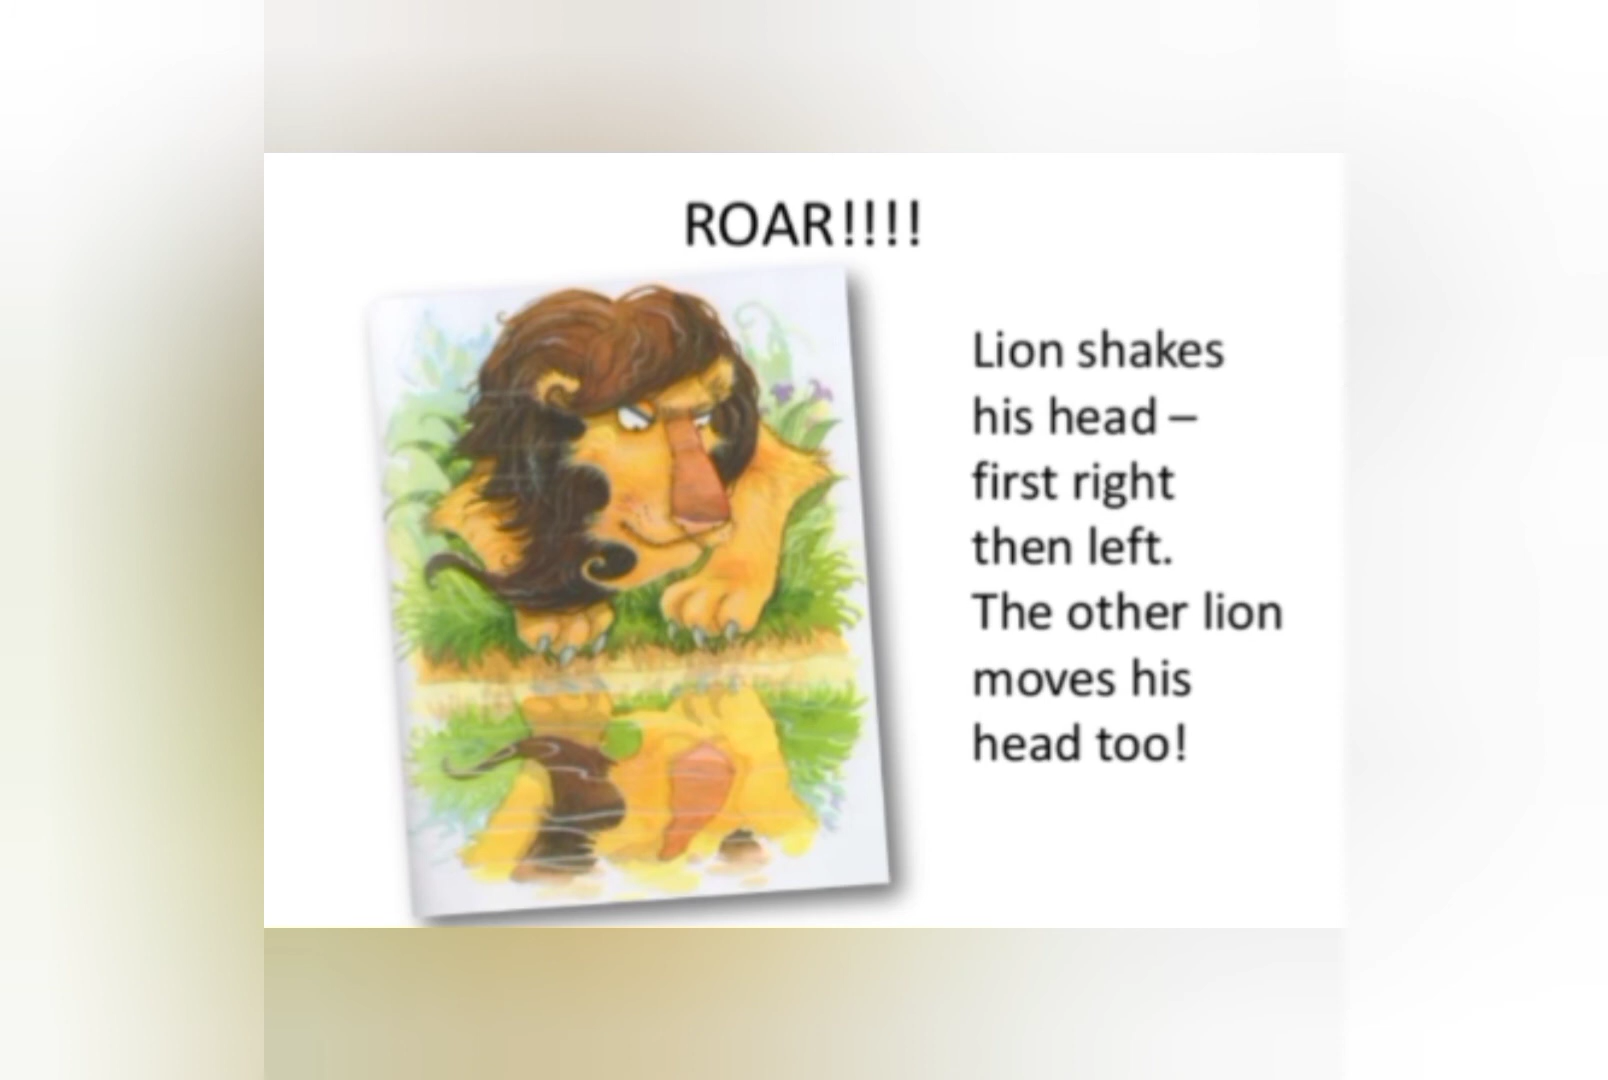 ROAR!!!!
Lion shakes
his head –
first right
then left.
The other lion
moves his
head too!